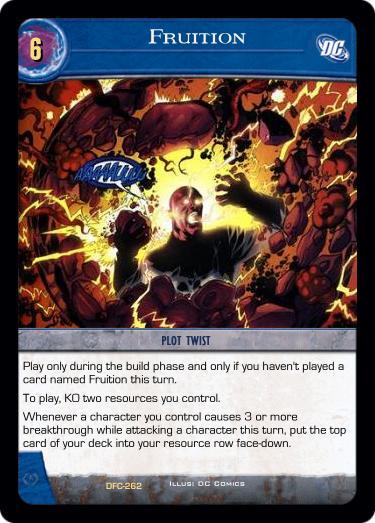 6
FRUITION
DC
PLOT TWIST
Play only during the build phase and only if you haven't played a
card named Fruition this turn.
To play, KO two resources you control.
Whenever a character you control causes 3 or more
breakthrough while attacking a character this turn, put the top
card of your deck into your resource row face-down.
DFC-262
ILLUS: DC COMICS